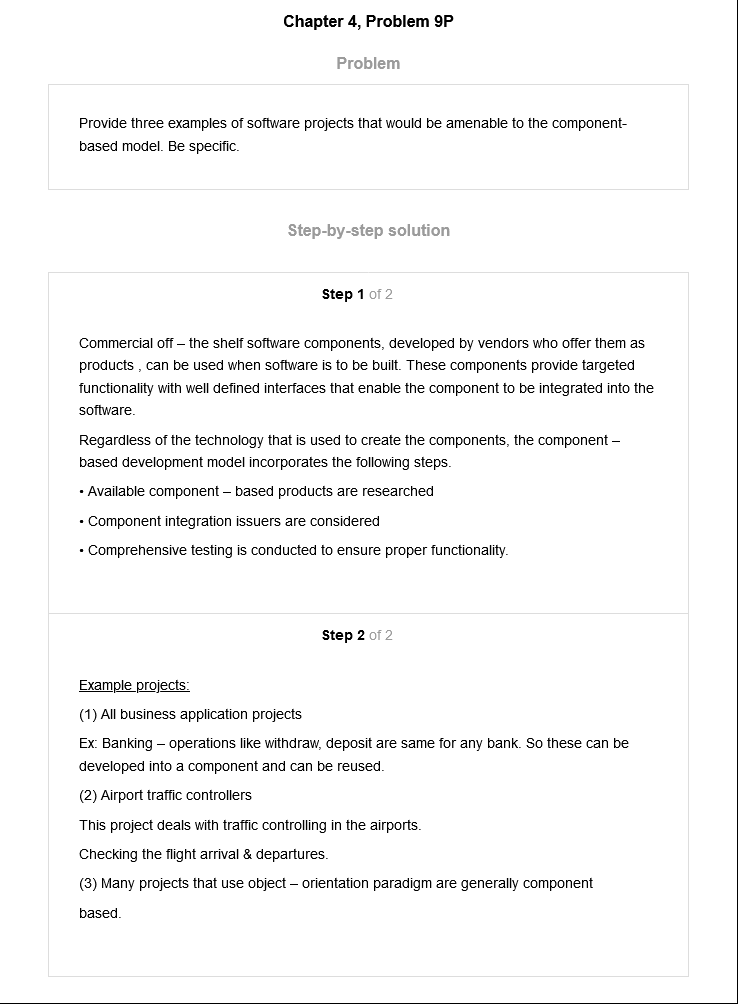 Chapter 4, Problem 9P
Problem
Provide three examples of software projects that would be amenable to the component-
based model. Be specific.
Step-by-step solution
Step 1 of 2
Commercial off – the shelf software components, developed by vendors who offer them as
products , can be used when software is to be built. These components provide targeted
functionality with well defined interfaces that enable the component to be integrated into the
software.
Regardless of the technology that is used to create the components, the component –
based development model incorporates the following steps.
• Available component – based products are researched
• Component integration issuers are considered
• Comprehensive testing is conducted to ensure proper functionality.
Step 2 of 2
Example projects:
(1) All business application projects
Ex: Banking – operations like withdraw, deposit are same for any bank. So these can be
developed into a component and can be reused.
(2) Airport traffic controllers
This project deals with traffic controlling in the airports.
Checking the flight arrival & departures.
(3) Many projects that use object – orientation paradigm are generally component
based.